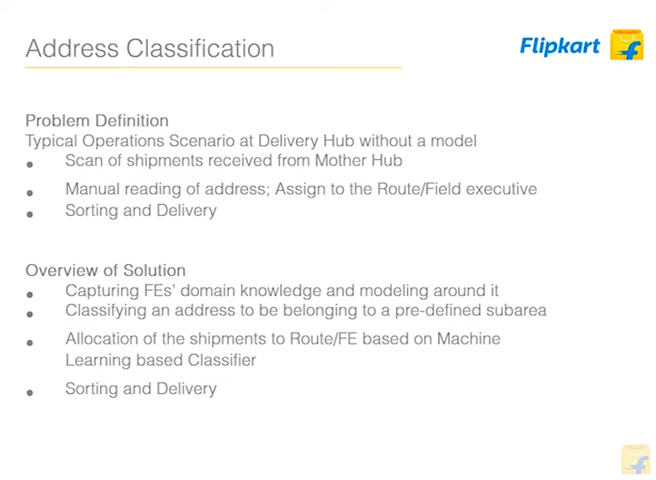 Address Classification
Flipkart
Problem Definition
Typical Operations Scenario at Delivery Hub without a model
• Scan of shipments received from Mother Hub
• Manual reading of address; Assign to the Route/Field executive
• Sorting and Delivery
Overview of Solution
• Capturing FEs' domain knowledge and modeling around it
• Classifying an address to be belonging to a pre-defined subarea
• Allocation of the shipments to Route/FE based on Machine
Learning based Classifier
• Sorting and Delivery